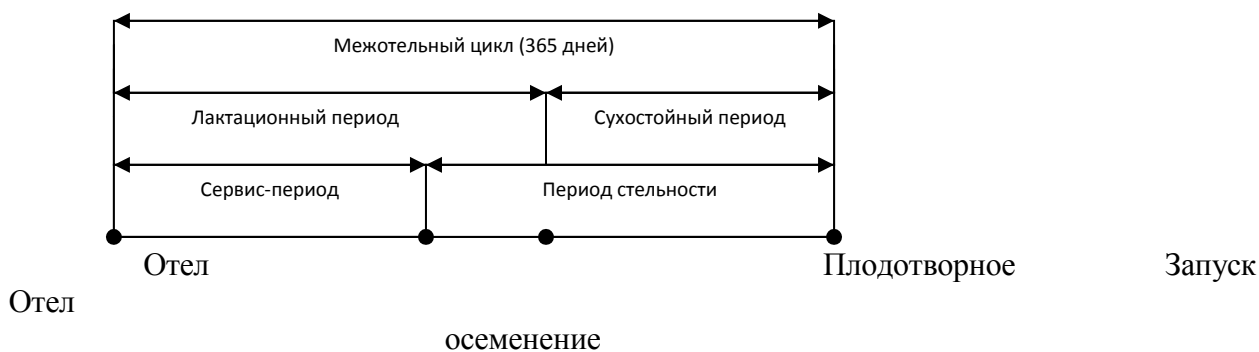 Межотельный цикл (365 дней)
Лактационный период Сухостойный период
Сервис-период Период стельности
Отел Плодотворное Запуск
Отел
осеменение